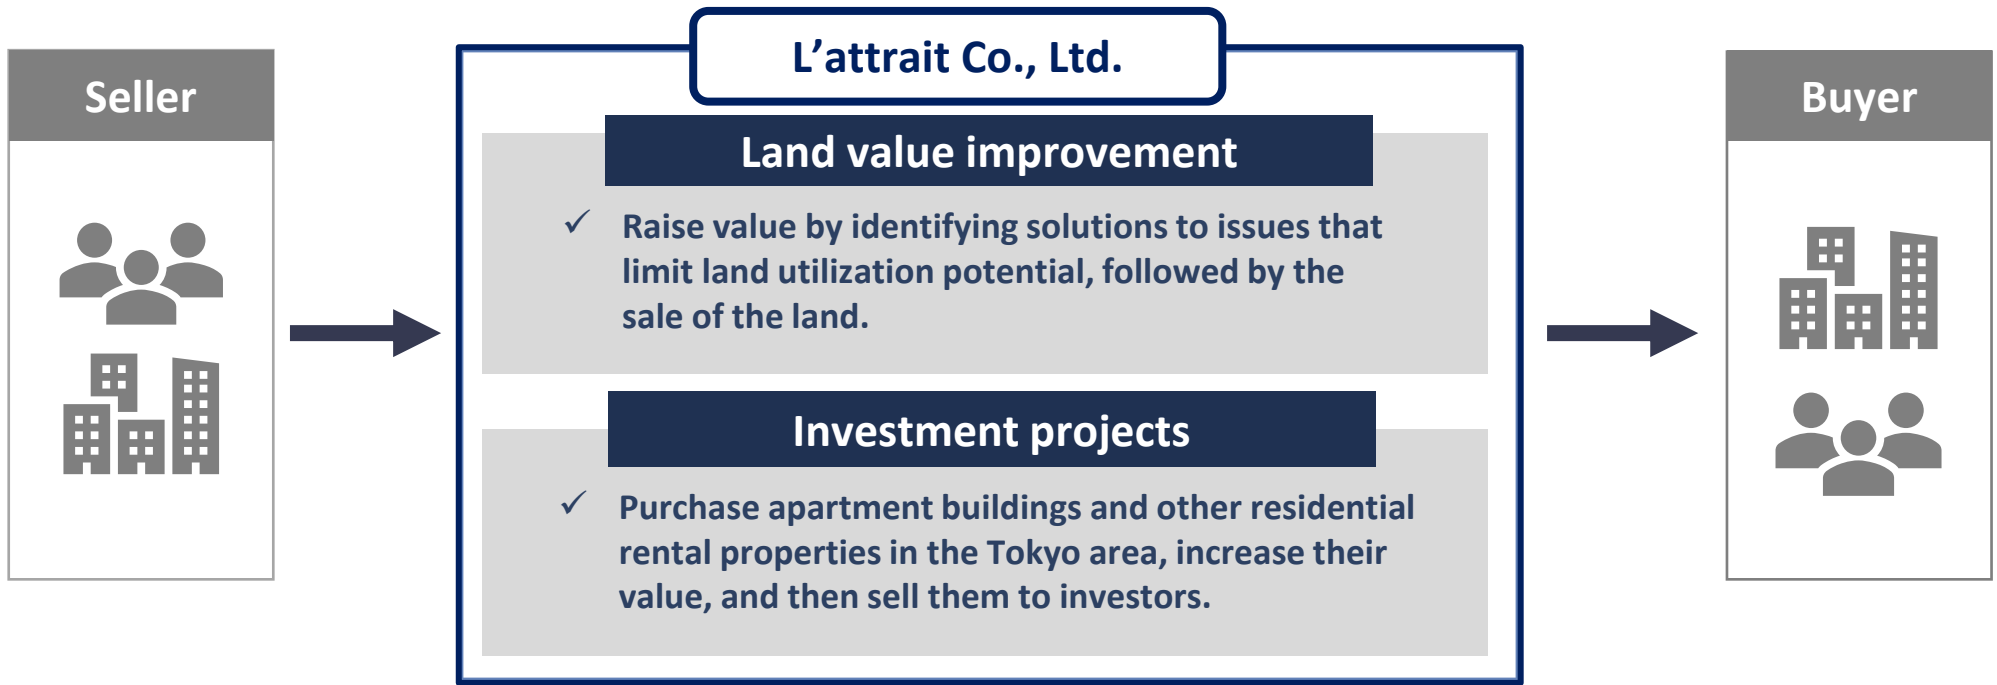 L’attrait Co., Ltd.
Seller
Buyer
Land value improvement
✓ Raise value by identifying solutions to issues that
limit land utilization potential, followed by the
sale of the land.
Investment projects
✓ Purchase apartment buildings and other residential
rental properties in the Tokyo area, increase their
value, and then sell them to investors.